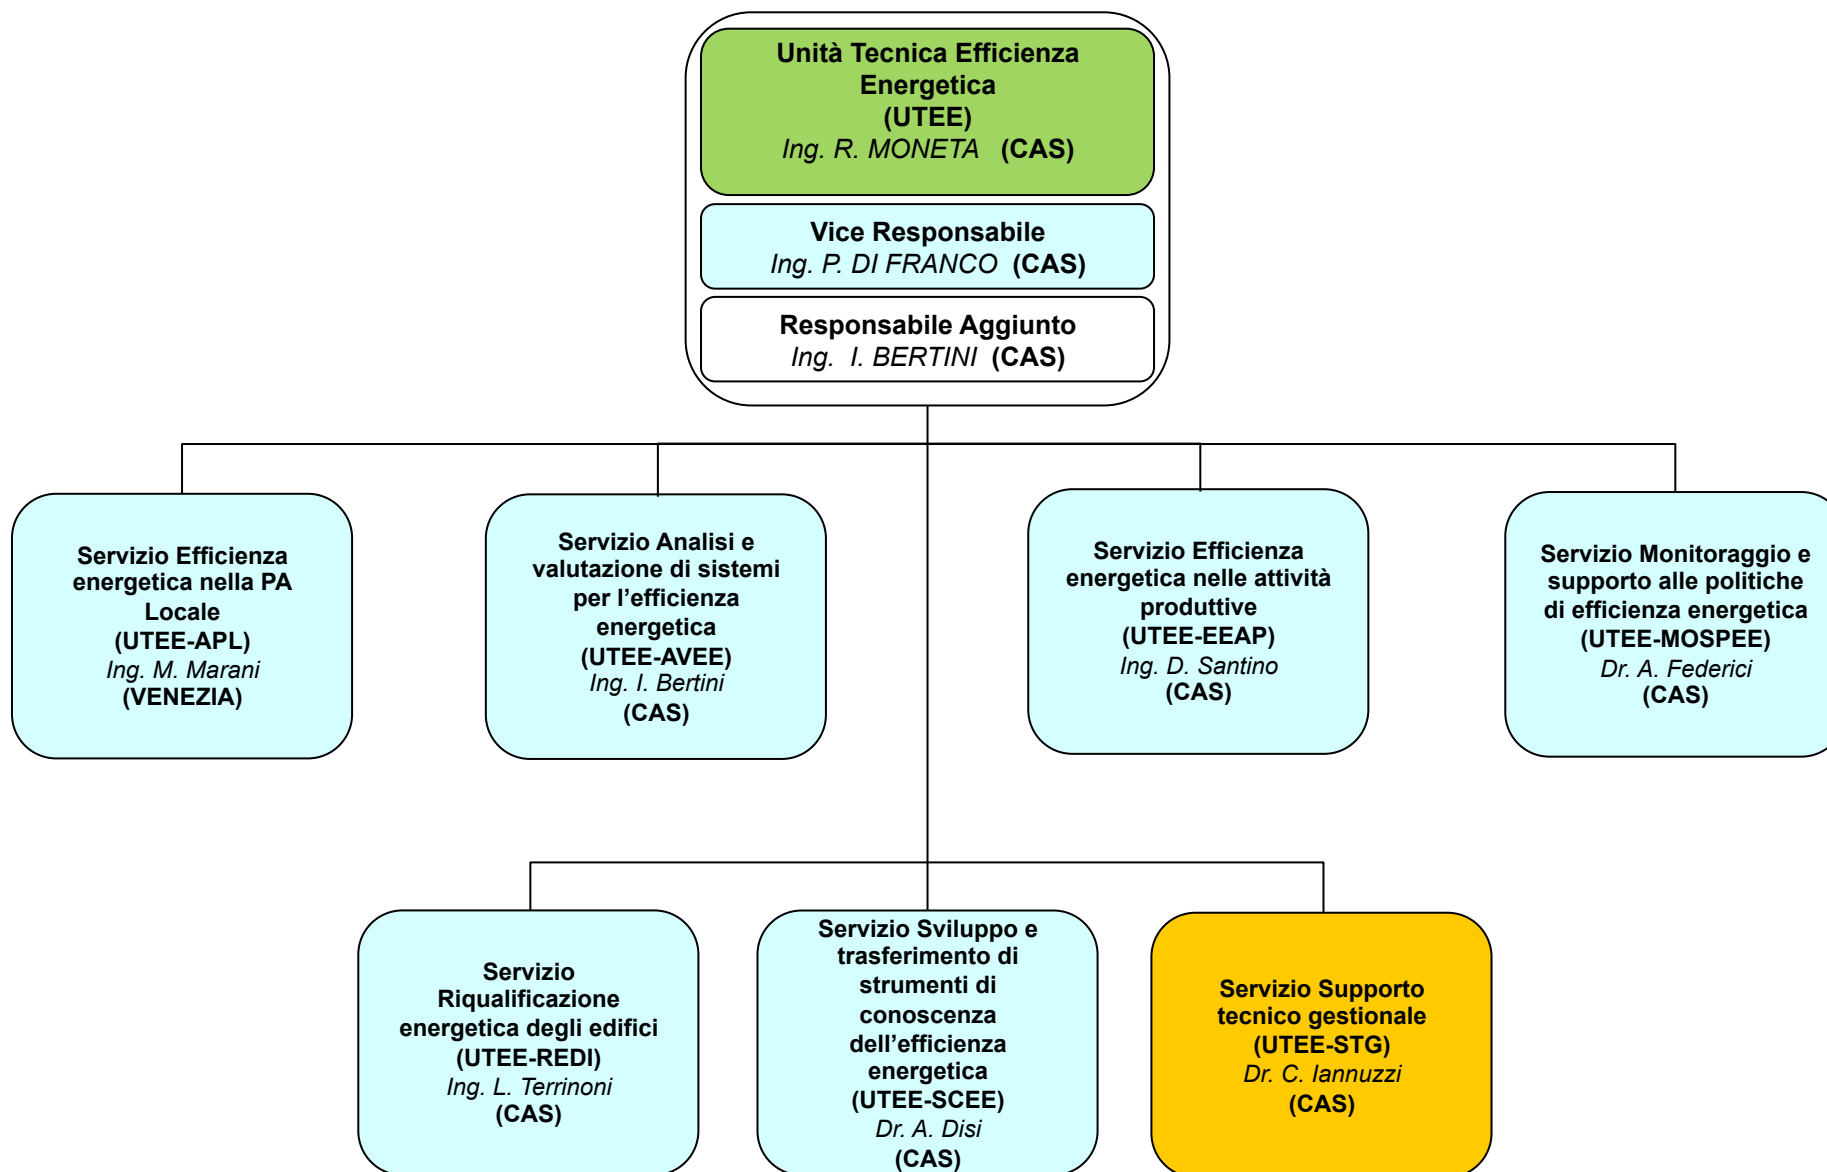 Unità Tecnica Efficienza
Energetica
(UTEE)
Ing. R. MONETA (CAS)
Vice Responsabile
Ing. P. DI FRANCO (CAS)
Responsabile Aggiunto
Ing. I. BERTINI (CAS)
Servizio Efficienza
energetica nella PA
Locale
(UTEE-APL)
Ing. M. Marani
(VENEZIA)
Servizio Analisi e
valutazione di sistemi
per l’efficienza
energetica
(UTEE-AVEE)
Ing. I. Bertini
(CAS)
Servizio Efficienza
energetica nelle attività
produttive
(UTEE-EEAP)
Ing. D. Santino
(CAS)
Servizio Monitoraggio e
supporto alle politiche
di efficienza energetica
(UTEE-MOSPEE)
Dr. A. Federici
(CAS)
Servizio
Riqualificazione
energetica degli edifici
(UTEE-REDI)
Ing. L. Terrinoni
(CAS)
Servizio Sviluppo e
trasferimento di
strumenti di
conoscenza
dell’efficienza
energetica
(UTEE-SCEE)
Dr. A. Disi
(CAS)
Servizio Supporto
tecnico gestionale
(UTEE-STG)
Dr. C. Iannuzzi
(CAS)